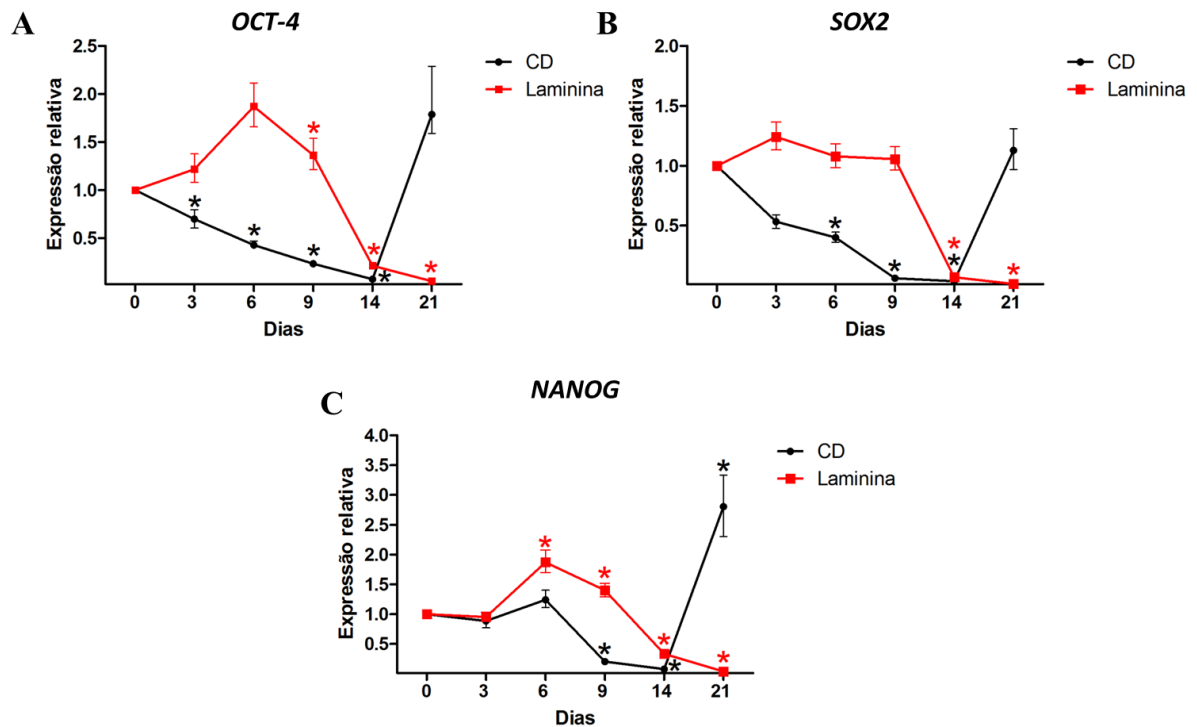 A
OCT-4
Expressão relativa
2.5
2.0
1.5
1.0
0.5
* * * * * * *
0 3 6 9 14 21
Dias
CD
Laminina
B
SOX2
Expressão relativa
2.0
1.5
1.0
0.5
* * * * *
0 3 6 9 14 21
Dias
CD
Laminina
C
NANOG
Expressão relativa
4.0
3.5
3.0
2.5
2.0
1.5
1.0
0.5
* * * * * * *
0 3 6 9 14 21
Dias
CD
Laminina